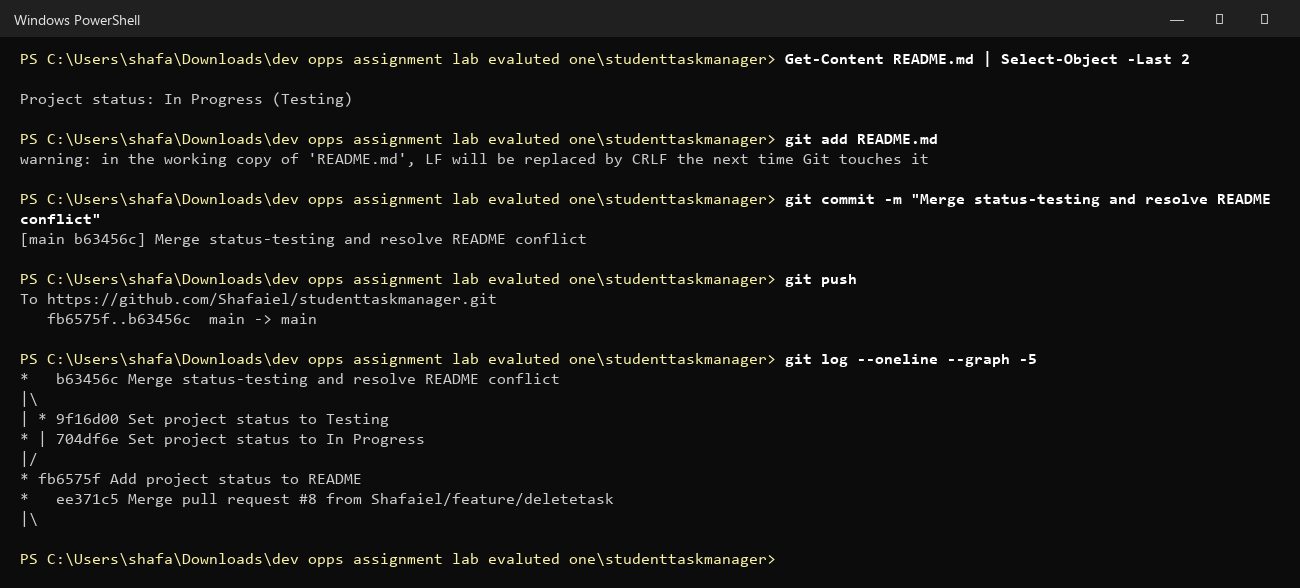 Windows PowerShell
PS C:\Users\shafa\Downloads\dev opps assignment lab evaluted one\studenttaskmanager> Get-Content README.md | Select-Object -Last 2
Project status: In Progress (Testing)
PS C:\Users\shafa\Downloads\dev opps assignment lab evaluted one\studenttaskmanager> git add README.md
warning: in the working copy of 'README.md', LF will be replaced by CRLF the next time Git touches it
PS C:\Users\shafa\Downloads\dev opps assignment lab evaluted one\studenttaskmanager> git commit -m "Merge status-testing and resolve README
conflict"
[main b63456c] Merge status-testing and resolve README conflict
PS C:\Users\shafa\Downloads\dev opps assignment lab evaluted one\studenttaskmanager> git push
To https://github.com/Shafaiel/studenttaskmanager.git
   fb6575f..b63456c  main -> main
PS C:\Users\shafa\Downloads\dev opps assignment lab evaluted one\studenttaskmanager> git log --oneline --graph -5
*   b63456c Merge status-testing and resolve README conflict
|\
| * 9f16d00 Set project status to Testing
* | 704df6e Set project status to In Progress
|/
* fb6575f Add project status to README
*   ee371c5 Merge pull request #8 from Shafaiel/feature/deletetask
|\
PS C:\Users\shafa\Downloads\dev opps assignment lab evaluted one\studenttaskmanager>